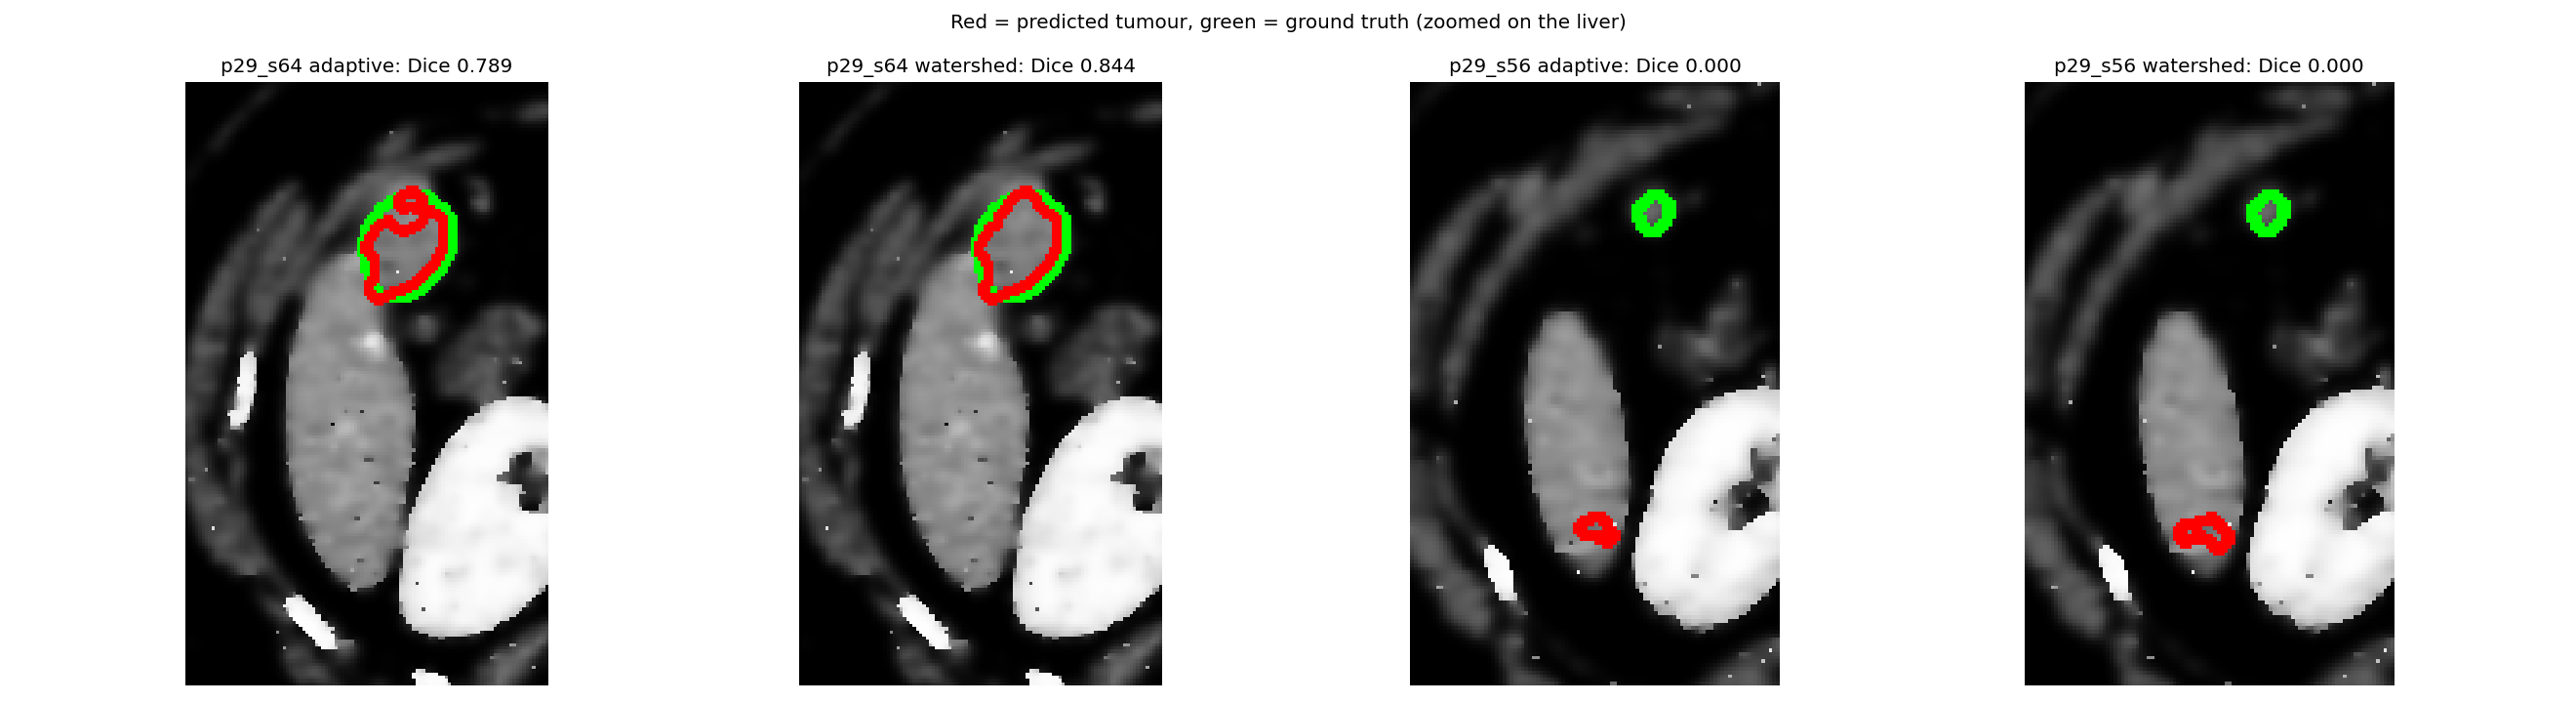 Red = predicted tumour, green = ground truth (zoomed on the liver)
p29_s64 adaptive: Dice 0.789
p29_s64 watershed: Dice 0.844
p29_s56 adaptive: Dice 0.000
p29_s56 watershed: Dice 0.000